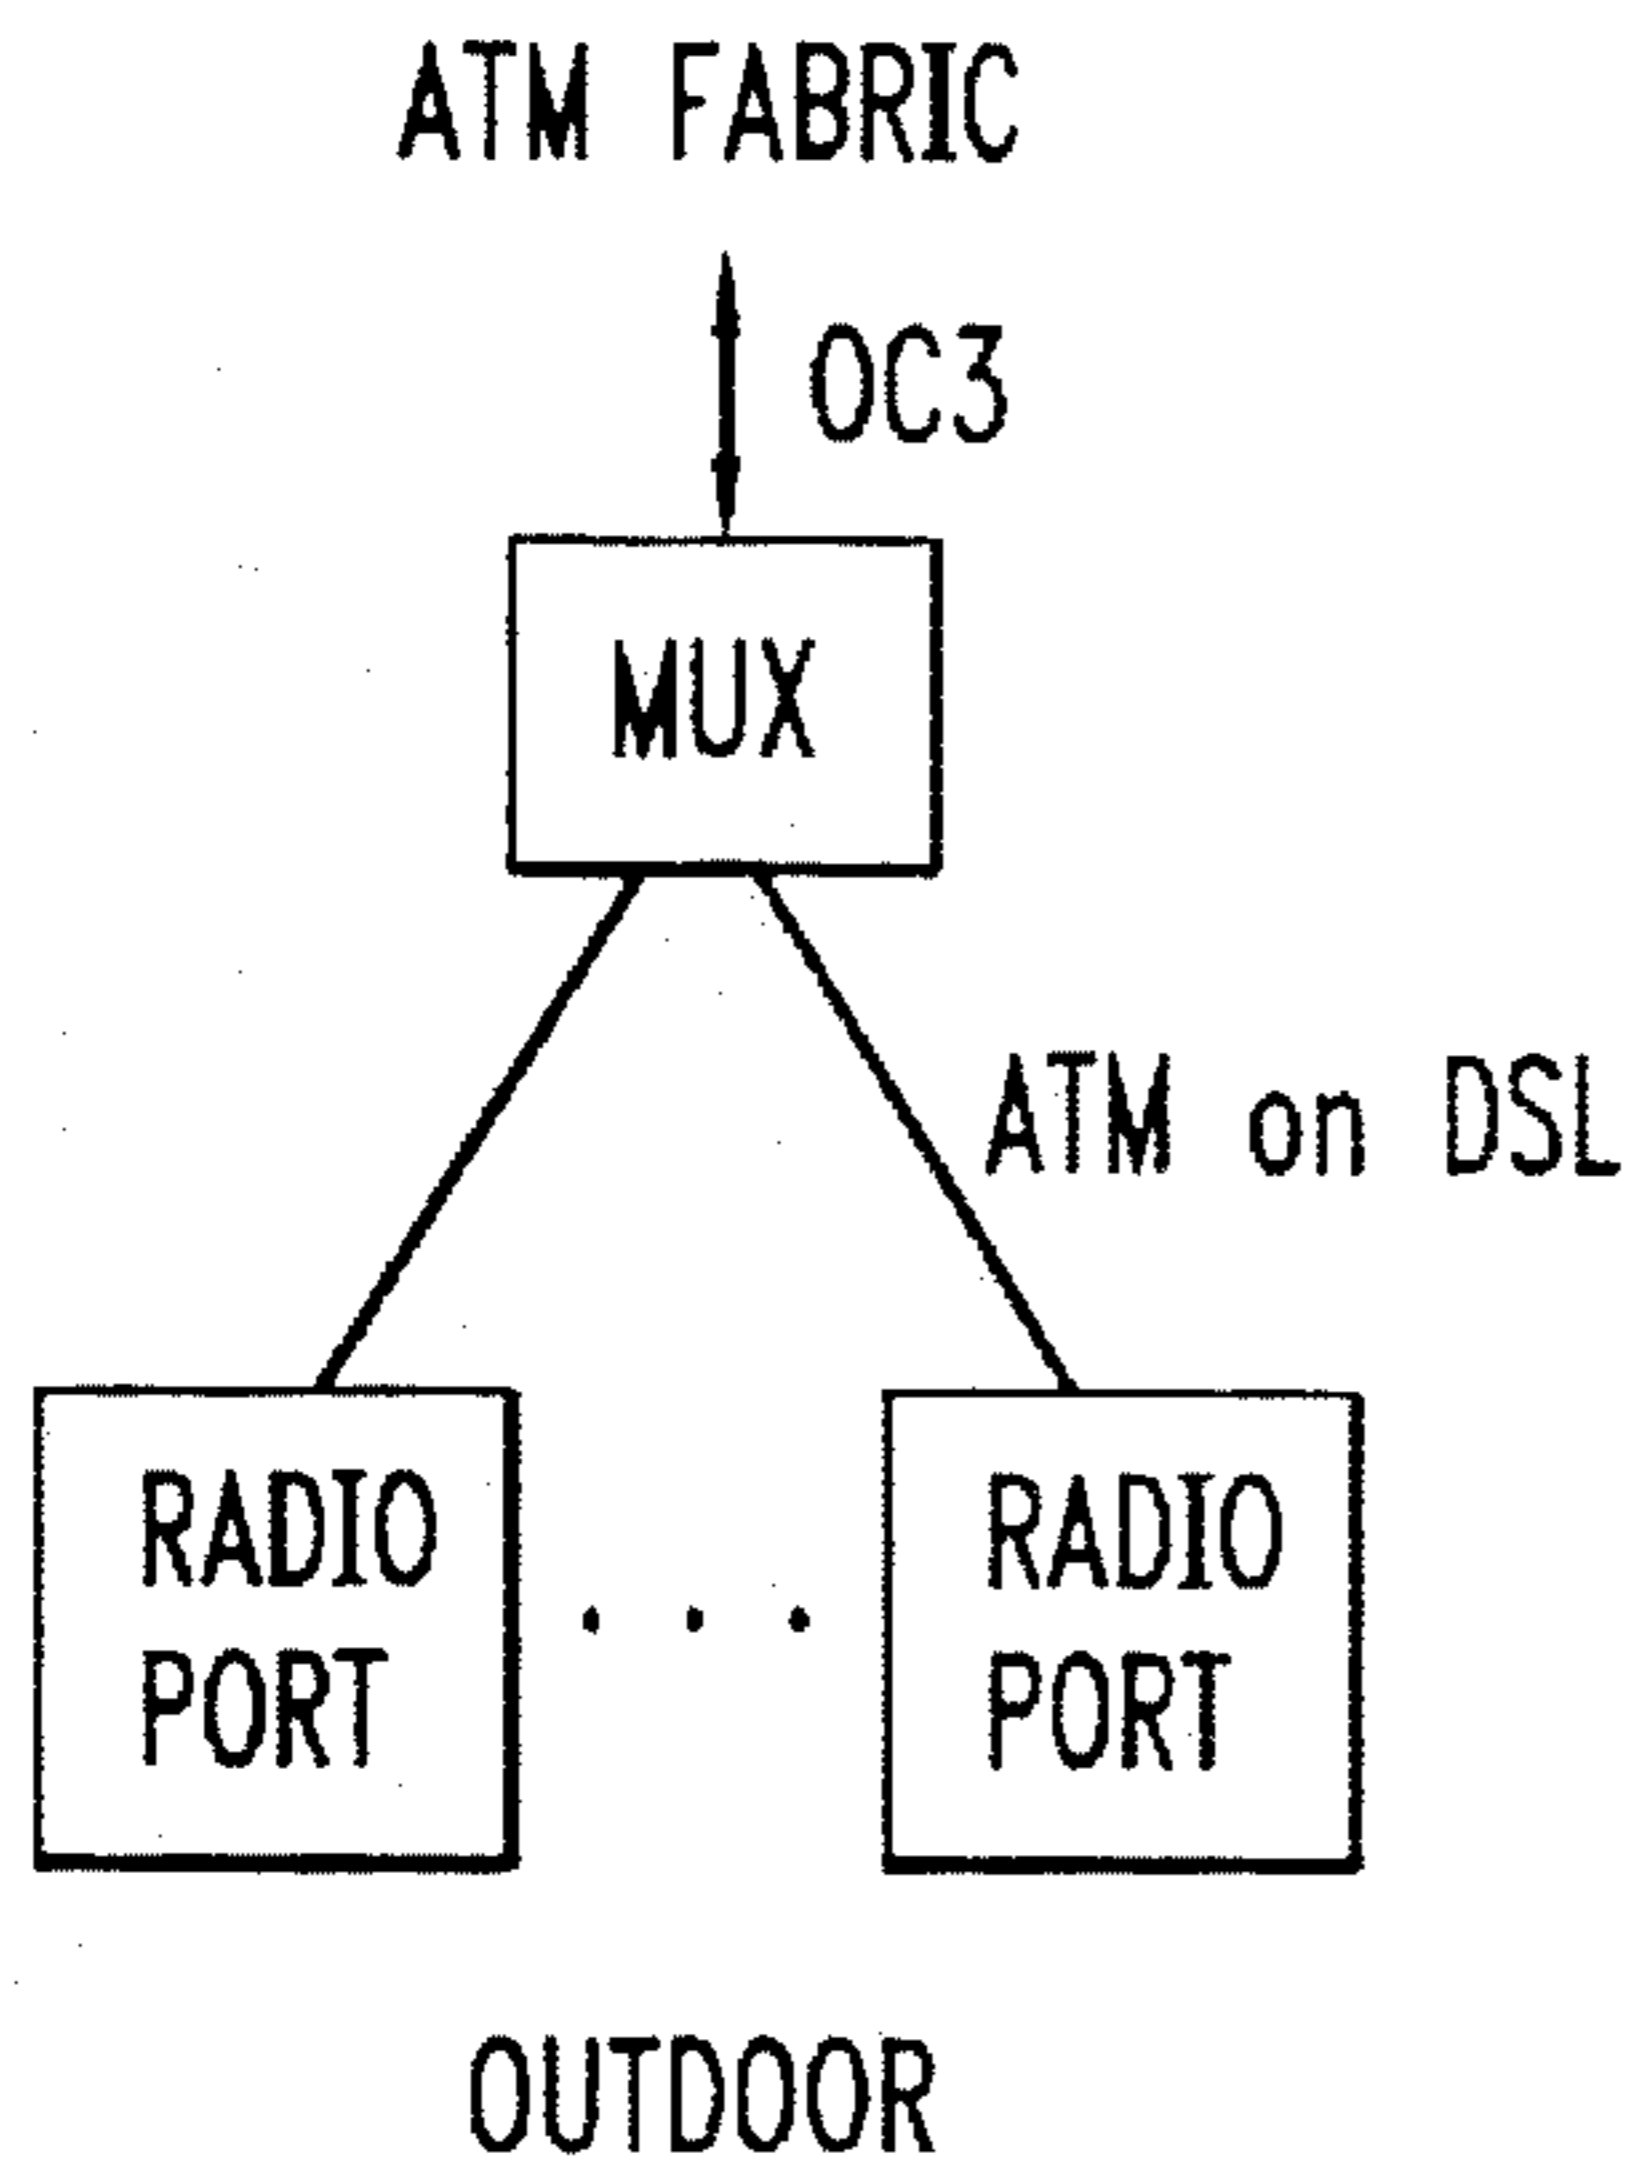 ATM FABRIC
OC3
MUX
ATM on DSL
RADIO
PORT
RADIO
PORT
OUTDOOR